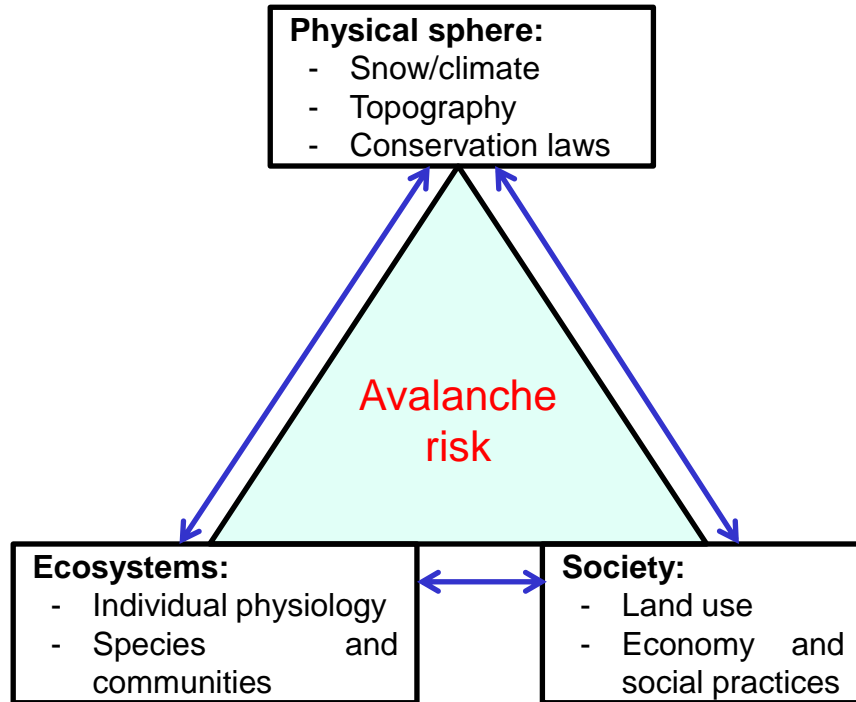 Physical sphere:
- Snow/climate
- Topography
- Conservation laws
Avalanche
risk
Ecosystems:
- Individual physiology
- Species and
communities
Society:
- Land use
- Economy and
social practices